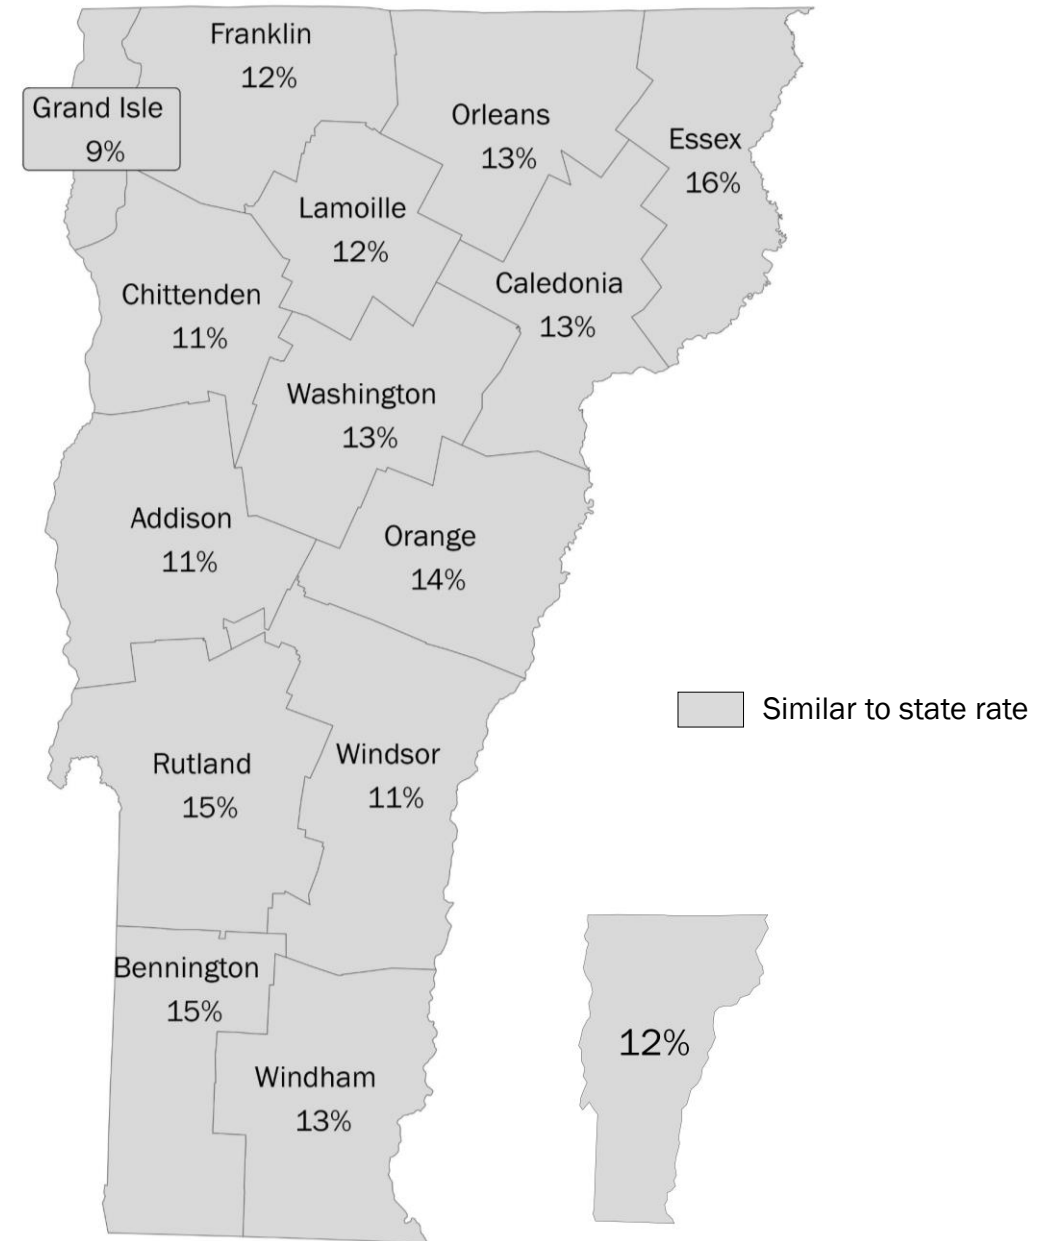 Franklin
12%
Grand Isle
9%
Orleans
13%
Essex
16%
Lamoille
12%
Chittenden
11%
Caledonia
13%
Washington
13%
Addison
11%
Orange
14%
Similar to state rate
Rutland
15%
Windsor
11%
Bennington
15%
12%
Windham
13%